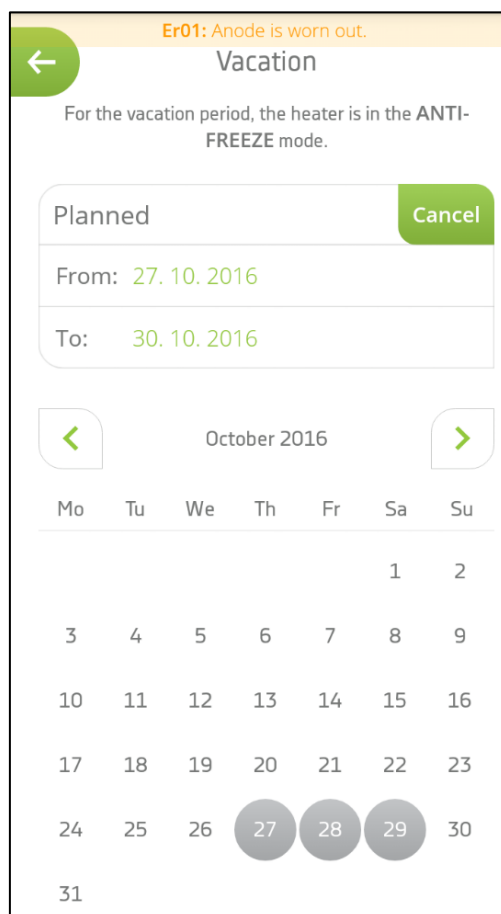 Er01: Anode is worn out.
Vacation
For the vacation period, the heater is in the ANTI-
FREEZE mode.
Planned Cancel
From: 27. 10. 2016
To: 30. 10. 2016
October 2016
Mo Tu We Th Fr Sa Su
1 2
3 4 5 6 7 8 9
10 11 12 13 14 15 16
17 18 19 20 21 22 23
24 25 26 27 28 29 30
31